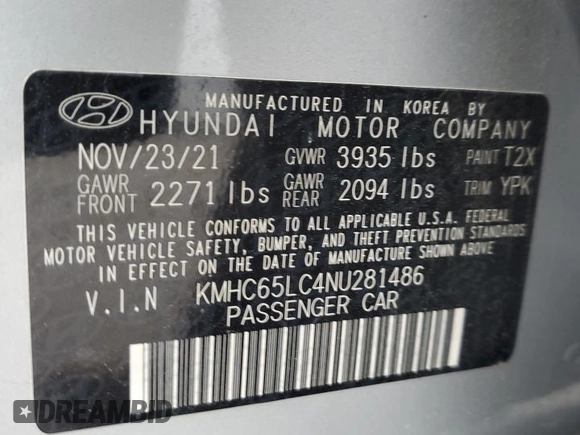 MANUFACTURED IN KOREA BY
HYUNDAI MOTOR COMPANY
NOV/23/21 GVWR 3935 lbs PAINT T2X
GAWR FRONT 2271 lbs GAWR REAR 2094 lbs TRIM YPK
THIS VEHICLE CONFORMS TO ALL APPLICABLE U.S.A. FEDERAL
MOTOR VEHICLE SAFETY, BUMPER, AND THEFT PREVENTION STANDARDS
IN EFFECT ON THE DATE OF MANUFACTURE SHOWN ABOVE.
V.I.N KMHC65LC4NU281486
PASSENGER CAR
DREAMBID